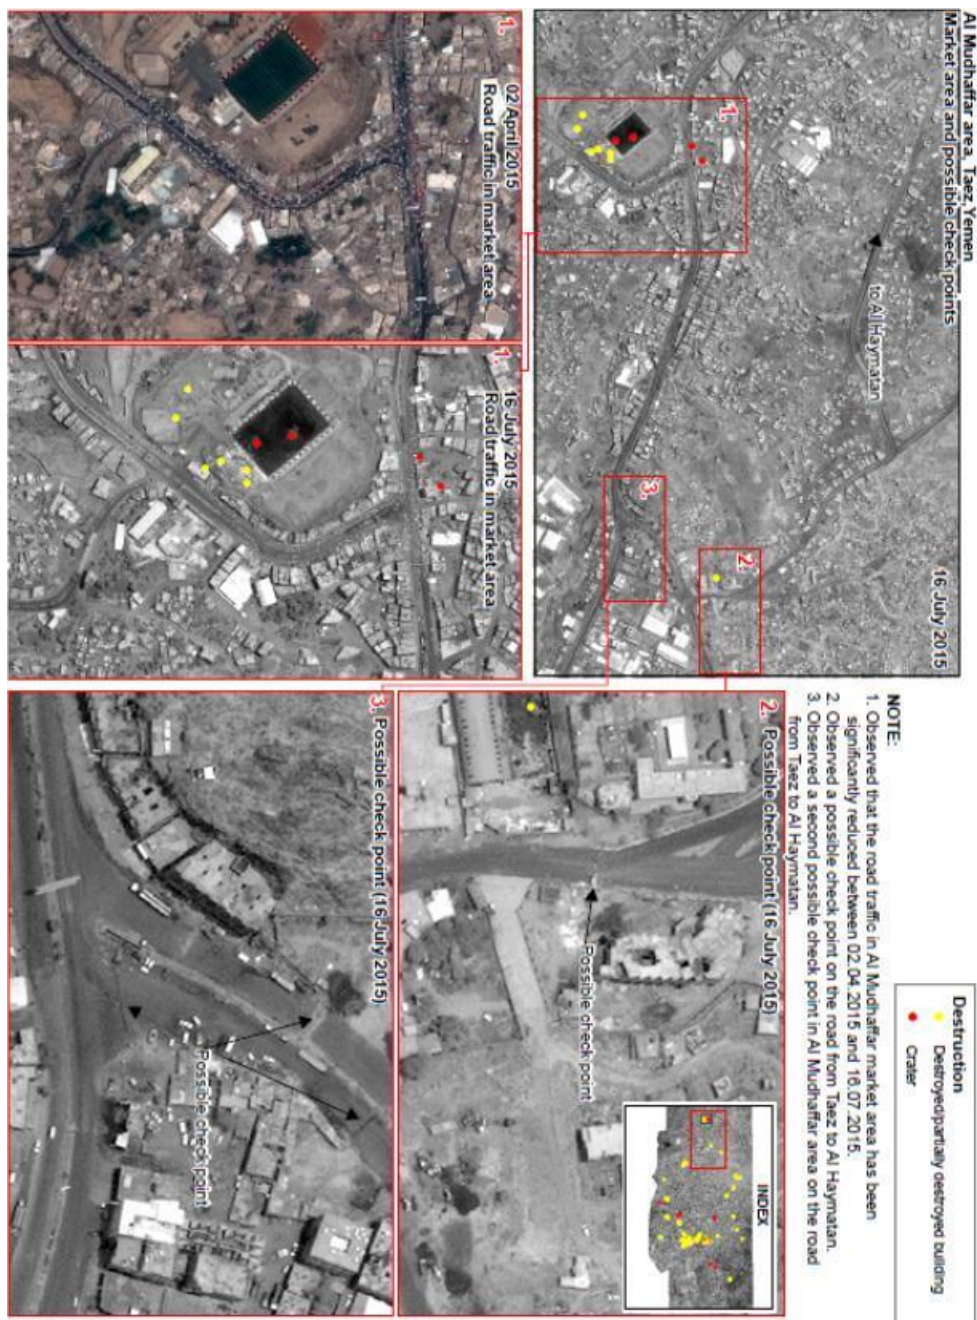 Al Mudhaffar area, Taez, Yemen
Market area and possible check points
16 July 2015
to Al Haymatan
1.
2.
3.
1.
02 April 2015
Road traffic in market area
1.
16 July 2015
Road traffic in market area
Destruction
Destroyed/partially destroyed building
Crater
NOTE:
1. Observed that the road traffic in Al Mudhaffar market area has been
significantly reduced between 02.04.2015 and 16.07.2015.
2. Observed a possible check point on the road from Taez to Al Haymatan.
3. Observed a second possible check point in Al Mudhaffar area on the road
from Taez to Al Haymatan.
2. Possible check point (16 July 2015)
Possible check point
INDEX
3. Possible check point (16 July 2015)
Possible check point